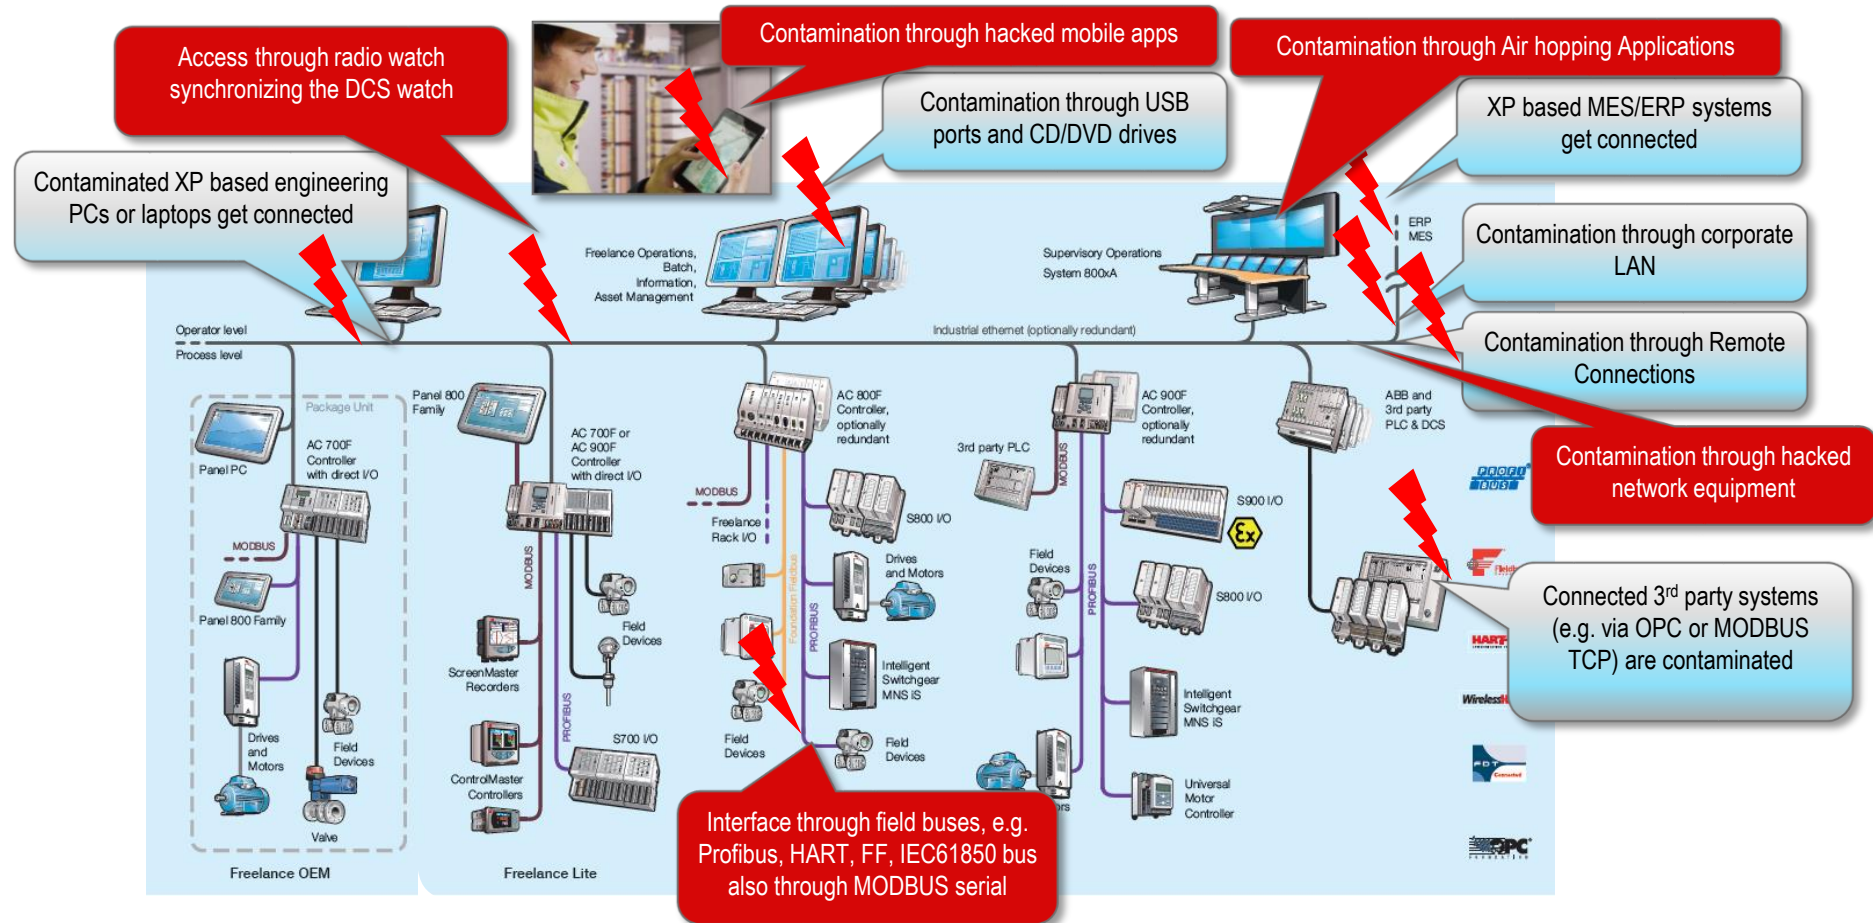 Access through radio watch
synchronizing the DCS watch
Contamination through hacked mobile apps
Contamination through Air hopping Applications
Contamination through USB
ports and CD/DVD drives
XP based MES/ERP systems
get connected
Contaminated XP based engineering
PCs or laptops get connected
Freelance Operations,
Batch,
Information,
Asset Management
Supervisory Operations
System 800xA
ERP
MES
Contamination through corporate
LAN
Operator level
Industrial ethernet (optionally redundant)
Process level
Contamination through Remote
Connections
Package Unit
Panel PC
AC 700F
Controller
with direct I/O
MODBUS
Panel 800 Family
Drives
and
Motors
Field
Devices
Valve
Freelance OEM
Panel 800
Family
AC 700F or
AC 900F
Controller
with direct I/O
MODBUS
Field
Devices
ScreenMaster
Recorders
PROFIBUS
ControlMaster
Controllers
S700 I/O
Freelance Lite
AC 800F
Controller,
optionally
redundant
MODBUS
Freelance
Rack I/O
S800 I/O
Foundation Fieldbus
PROFIBUS
Drives
and Motors
Intelligent
Switchgear
MNS iS
Field
Devices
Field
Devices
Interface through field buses, e.g.
Profibus, HART, FF, IEC61850 bus
also through MODBUS serial
AC 900F
Controller,
optionally
redundant
3rd party PLC
MODBUS
S900 I/O
Ex
Field
Devices
PROFIBUS
S800 I/O
Intelligent
Switchgear
MNS iS
Universal
Motor
Controller
ABB and
3rd party
PLC & DCS
Contamination through hacked
network equipment
PROFI
BUS
Connected 3rd party systems
(e.g. via OPC or MODBUS
TCP) are contaminated
HART
Wireless
FDT
Connected
OPC